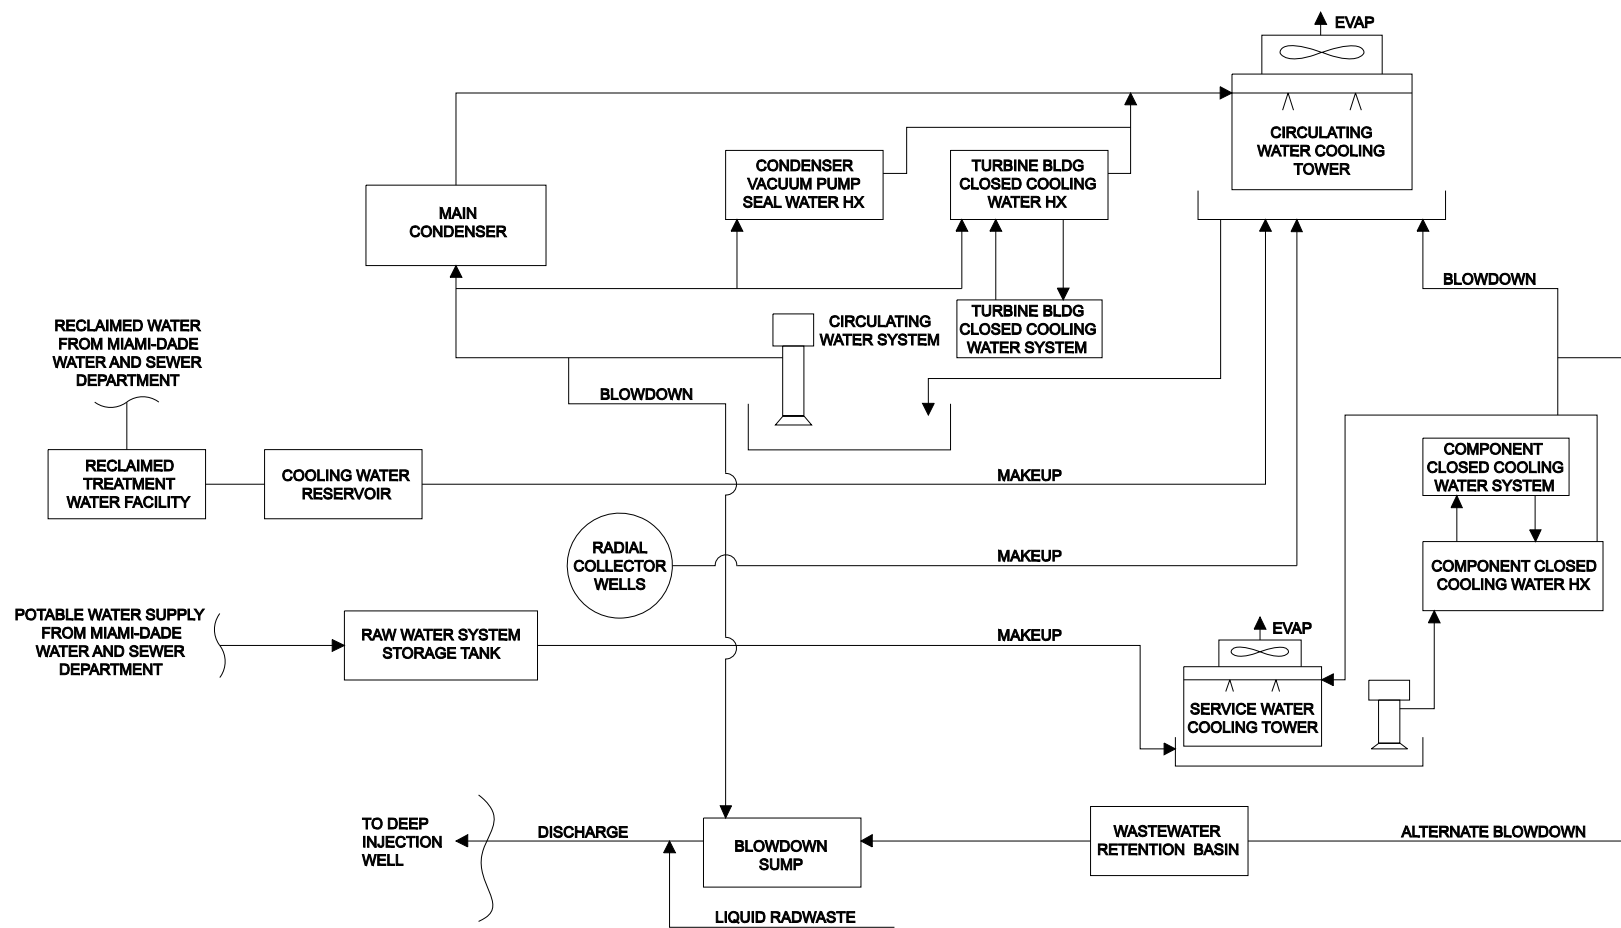 EVAP
CIRCULATING
WATER COOLING
TOWER
CONDENSER
VACUUM PUMP
SEAL WATER HX
TURBINE BLDG
CLOSED COOLING
WATER HX
MAIN
CONDENSER
BLOWDOWN
TURBINE BLDG
CLOSED COOLING
WATER SYSTEM
CIRCULATING
WATER SYSTEM
RECLAIMED WATER
FROM MIAMI-DADE
WATER AND SEWER
DEPARTMENT
BLOWDOWN
RECLAIMED
TREATMENT
WATER FACILITY
COOLING WATER
RESERVOIR
MAKEUP
COMPONENT
CLOSED COOLING
WATER SYSTEM
RADIAL
COLLECTOR
WELLS
MAKEUP
COMPONENT CLOSED
COOLING WATER HX
POTABLE WATER SUPPLY
FROM MIAMI-DADE
WATER AND SEWER
DEPARTMENT
RAW WATER SYSTEM
STORAGE TANK
MAKEUP
EVAP
SERVICE WATER
COOLING TOWER
TO DEEP
INJECTION
WELL
DISCHARGE
BLOWDOWN
SUMP
WASTEWATER
RETENTION BASIN
ALTERNATE BLOWDOWN
LIQUID RADWASTE